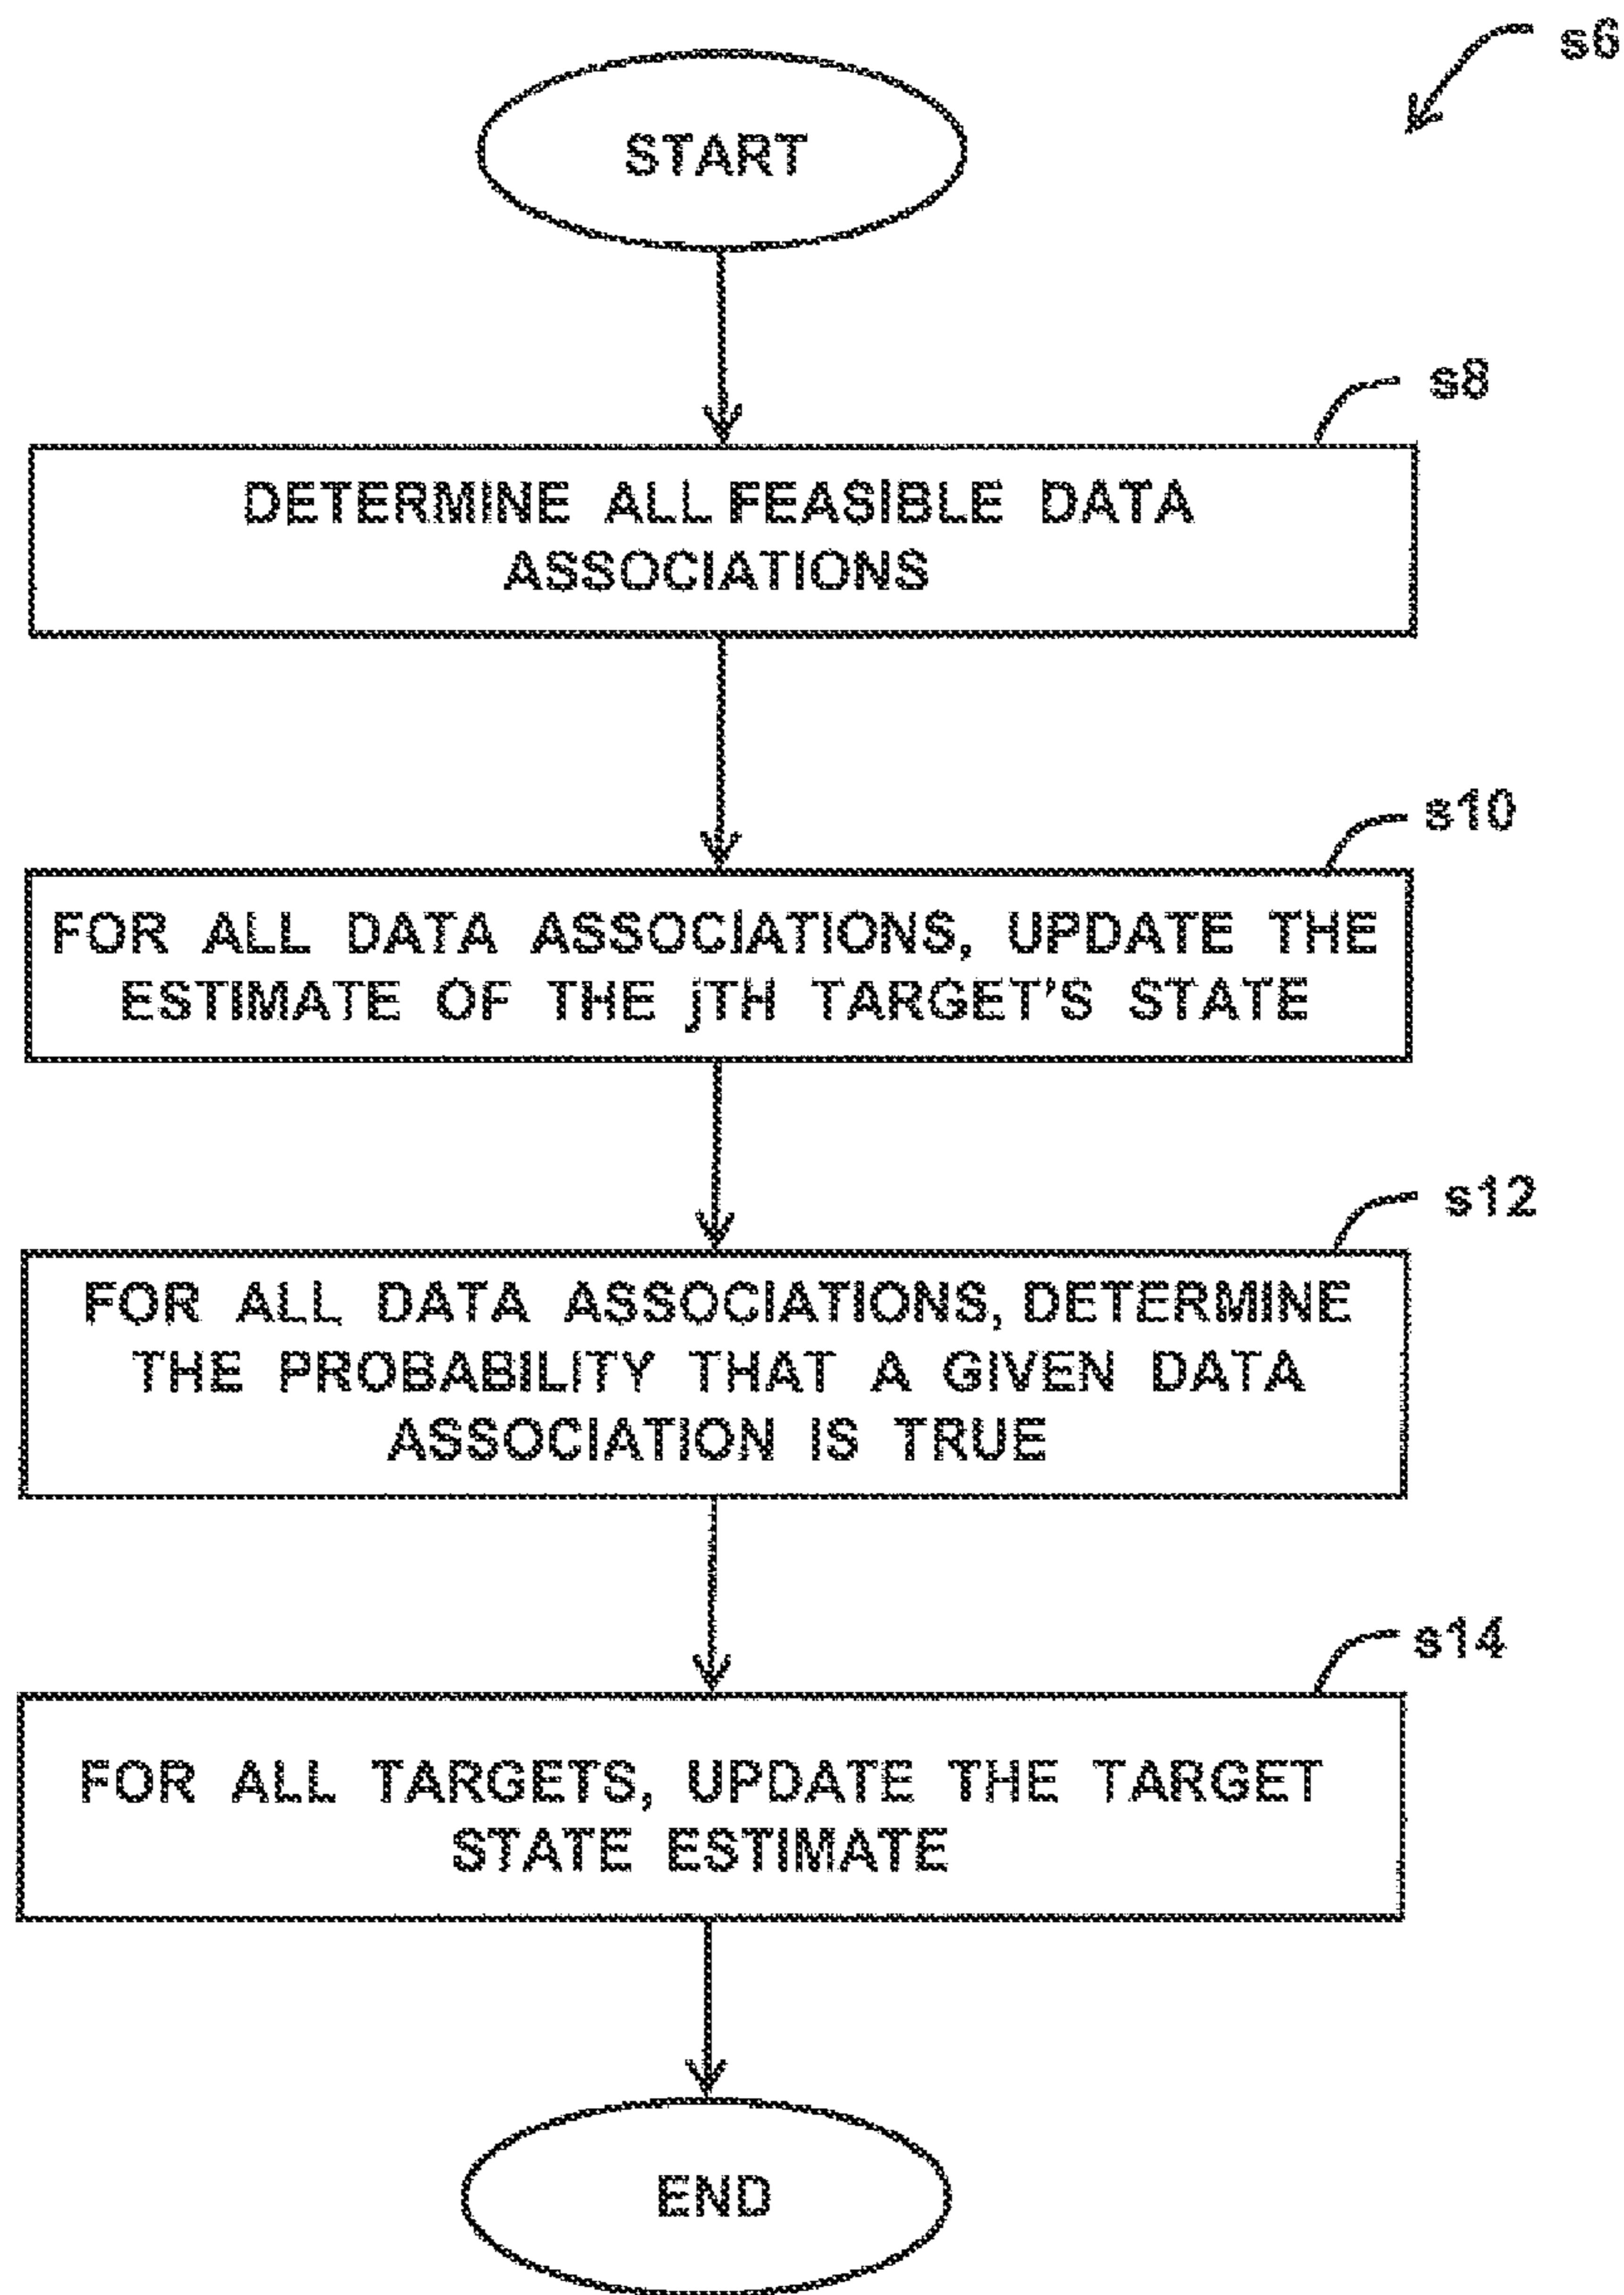 s6
START
s8
DETERMINE ALL FEASIBLE DATA
ASSOCIATIONS
s10
FOR ALL DATA ASSOCIATIONS, UPDATE THE
ESTIMATE OF THE jTH TARGET'S STATE
s12
FOR ALL DATA ASSOCIATIONS, DETERMINE
THE PROBABILITY THAT A GIVEN DATA
ASSOCIATION IS TRUE
s14
FOR ALL TARGETS, UPDATE THE TARGET
STATE ESTIMATE
END